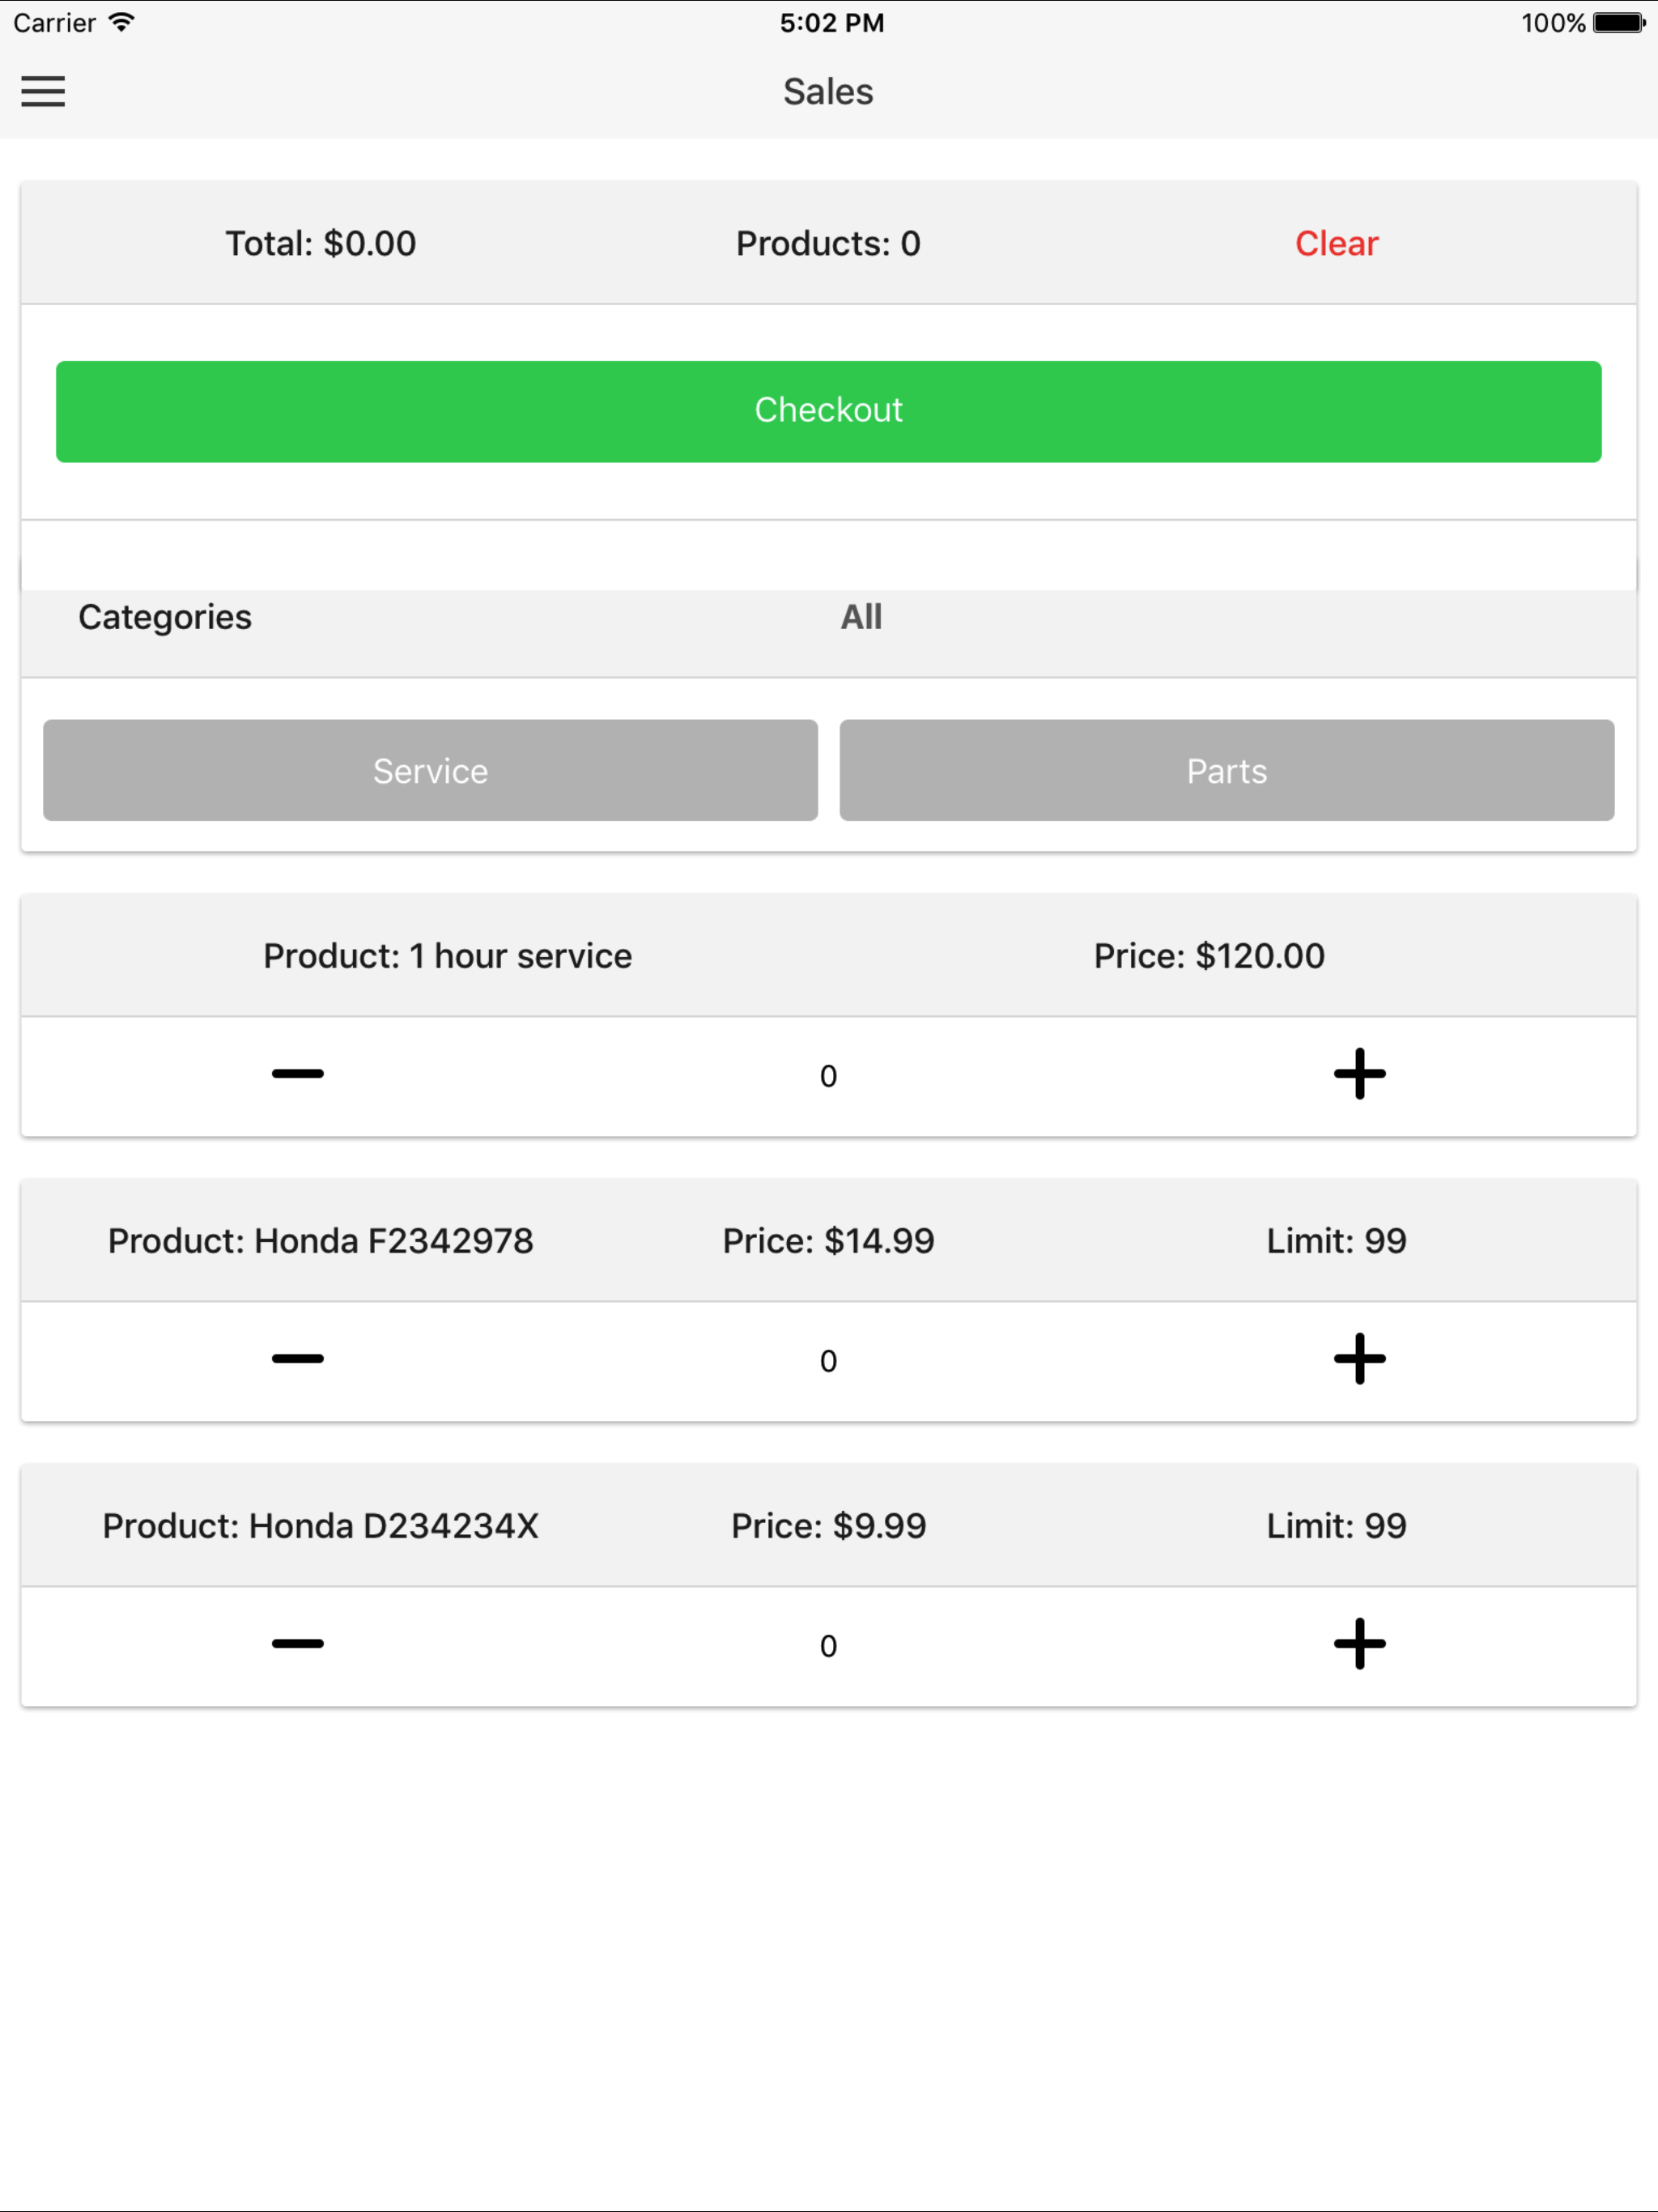 Carrier 5:02 PM 100%
Sales
Total: $0.00 Products: 0 Clear
Checkout
Categories All
Service Parts
Product: 1 hour service Price: $120.00
0
Product: Honda F2342978 Price: $14.99 Limit: 99
0
Product: Honda D234234X Price: $9.99 Limit: 99
0